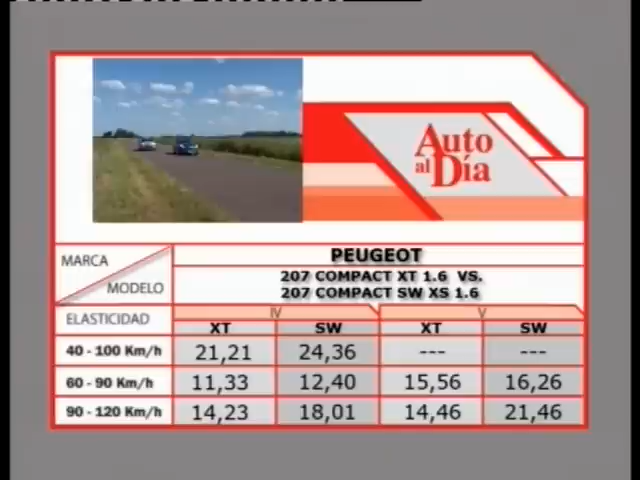 Auto
al Día
MARCA
MODELO
PEUGEOT
207 COMPACT XT 1.6 VS.
207 COMPACT SW XS 1.6
ELASTICIDAD IV V
XT SW XT SW
40 - 100 Km/h 21,21 24,36 --- ---
60 - 90 Km/h 11,33 12,40 15,56 16,26
90 - 120 Km/h 14,23 18,01 14,46 21,46